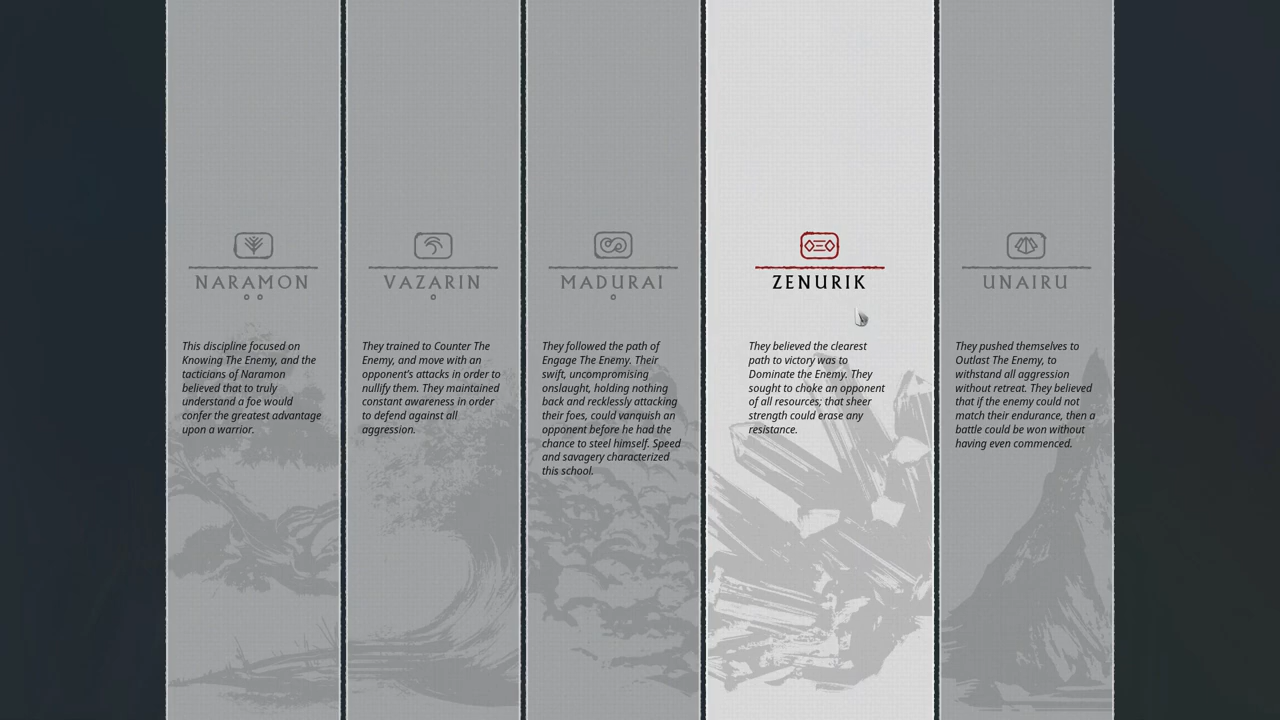 NARAMON
This discipline focused on
Knowing The Enemy, and the
tacticians of Naramon
believed that to truly
understand a foe would
confer the greatest advantage
upon a warrior.
VAZARIN
They trained to Counter The
Enemy, and move with an
opponent's attacks in order to
nullify them. They maintained
constant awareness in order
to defend against all
aggression.
MADURAI
They followed the path of
Engage The Enemy. Their
swift, uncompromising
onslaught, holding nothing
back and recklessly attacking
their foes, could vanquish an
opponent before he had the
chance to steel himself. Speed
and savagery characterized
this school.
ZENURIK
They believed the clearest
path to victory was to
Dominate the Enemy. They
sought to choke an opponent
of all resources, that sheer
strength could erase any
resistance.
UNAIRU
They pushed themselves to
Outlast The Enemy, to
withstand all aggression
without retreat. They believed
that if the enemy could not
match their endurance, then a
battle could be won without
having even commenced.